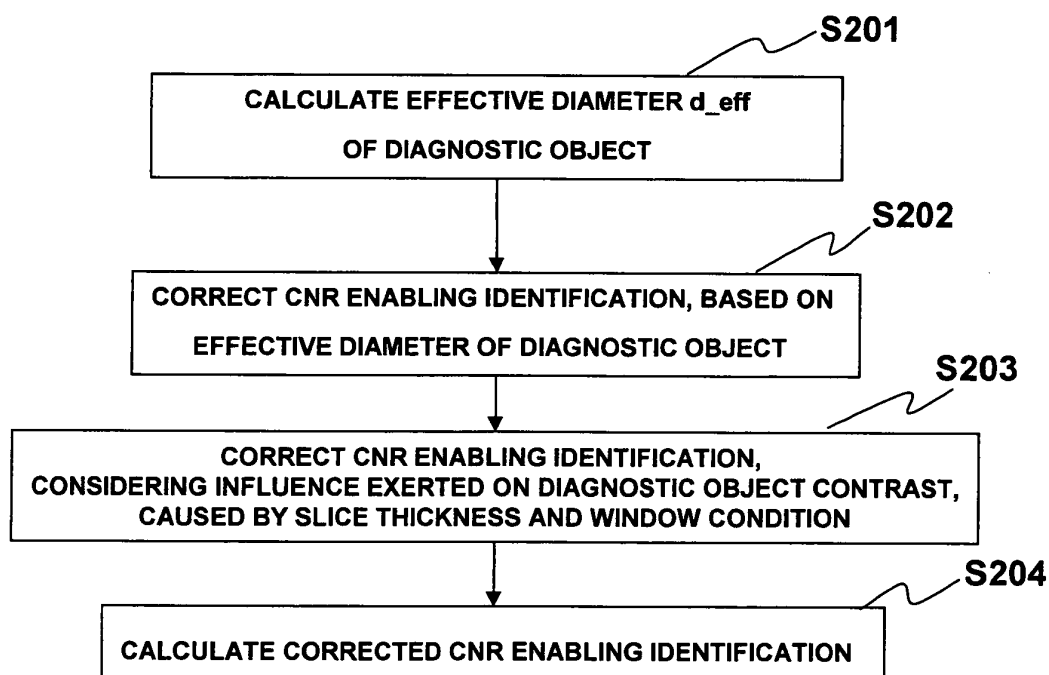 S201
CALCULATE EFFECTIVE DIAMETER d_eff
OF DIAGNOSTIC OBJECT
S202
CORRECT CNR ENABLING IDENTIFICATION, BASED ON
EFFECTIVE DIAMETER OF DIAGNOSTIC OBJECT
S203
CORRECT CNR ENABLING IDENTIFICATION,
CONSIDERING INFLUENCE EXERTED ON DIAGNOSTIC OBJECT CONTRAST,
CAUSED BY SLICE THICKNESS AND WINDOW CONDITION
S204
CALCULATE CORRECTED CNR ENABLING IDENTIFICATION